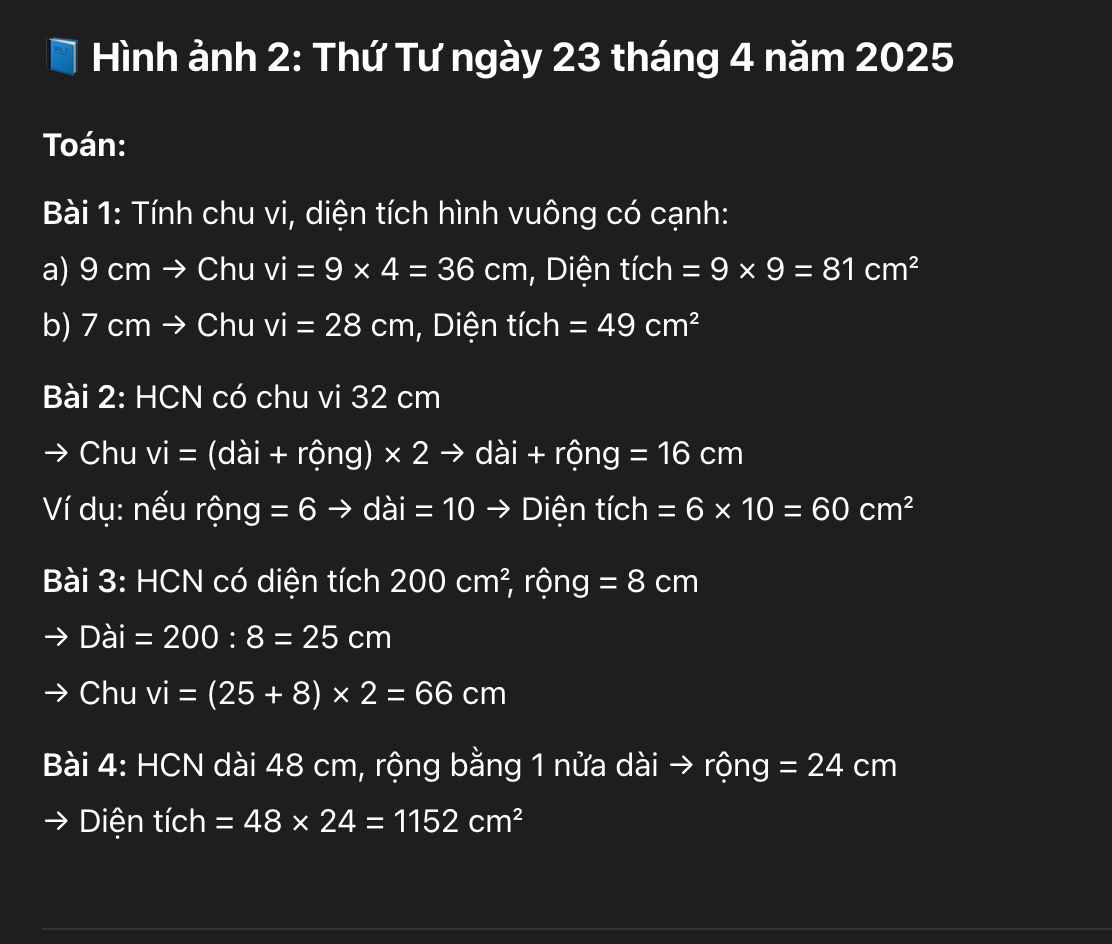 📘 Hình ảnh 2: Thứ Tư ngày 23 tháng 4 năm 2025
Toán:
Bài 1: Tính chu vi, diện tích hình vuông có cạnh:
a) 9 cm → Chu vi = 9 × 4 = 36 cm, Diện tích = 9 × 9 = 81 cm²
b) 7 cm → Chu vi = 28 cm, Diện tích = 49 cm²
Bài 2: HCN có chu vi 32 cm
→ Chu vi = (dài + rộng) × 2 → dài + rộng = 16 cm
Ví dụ: nếu rộng = 6 → dài = 10 → Diện tích = 6 × 10 = 60 cm²
Bài 3: HCN có diện tích 200 cm², rộng = 8 cm
→ Dài = 200 : 8 = 25 cm
→ Chu vi = (25 + 8) × 2 = 66 cm
Bài 4: HCN dài 48 cm, rộng bằng 1 nửa dài → rộng = 24 cm
→ Diện tích = 48 × 24 = 1152 cm²